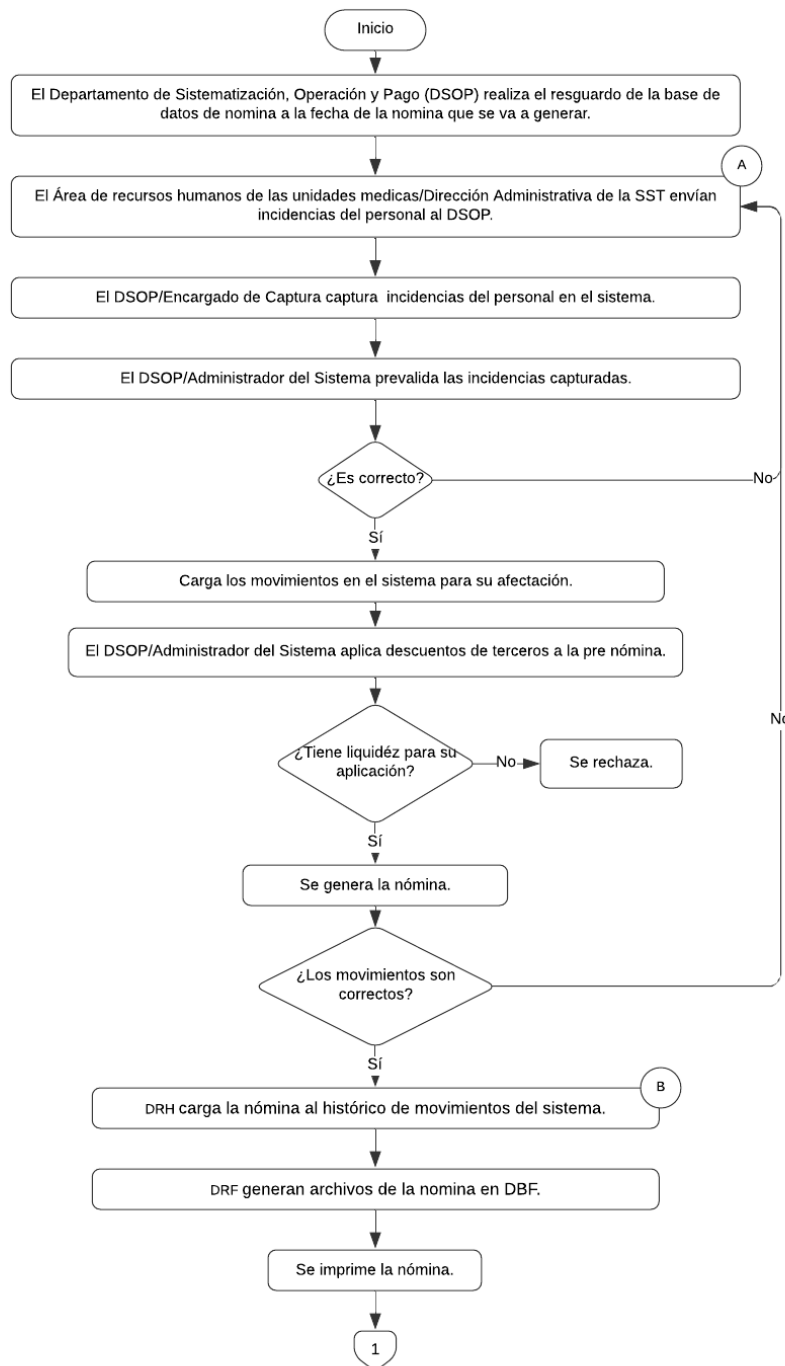 Inicio
El Departamento de Sistematización, Operación y Pago (DSOP) realiza el resguardo de la base de
datos de nomina a la fecha de la nomina que se va a generar.
A
El Área de recursos humanos de las unidades medicas/Dirección Administrativa de la SST envían
incidencias del personal al DSOP.
El DSOP/Encargado de Captura captura incidencias del personal en el sistema.
El DSOP/Administrador del Sistema prevalida las incidencias capturadas.
¿Es correcto?
No
Sí
Carga los movimientos en el sistema para su afectación.
El DSOP/Administrador del Sistema aplica descuentos de terceros a la pre nómina.
No
¿Tiene liquidéz para su
aplicación?
No
Se rechaza.
Sí
Se genera la nómina.
¿Los movimientos son
correctos?
Sí
B
DRH carga la nómina al histórico de movimientos del sistema.
DRF generan archivos de la nomina en DBF.
Se imprime la nómina.
1